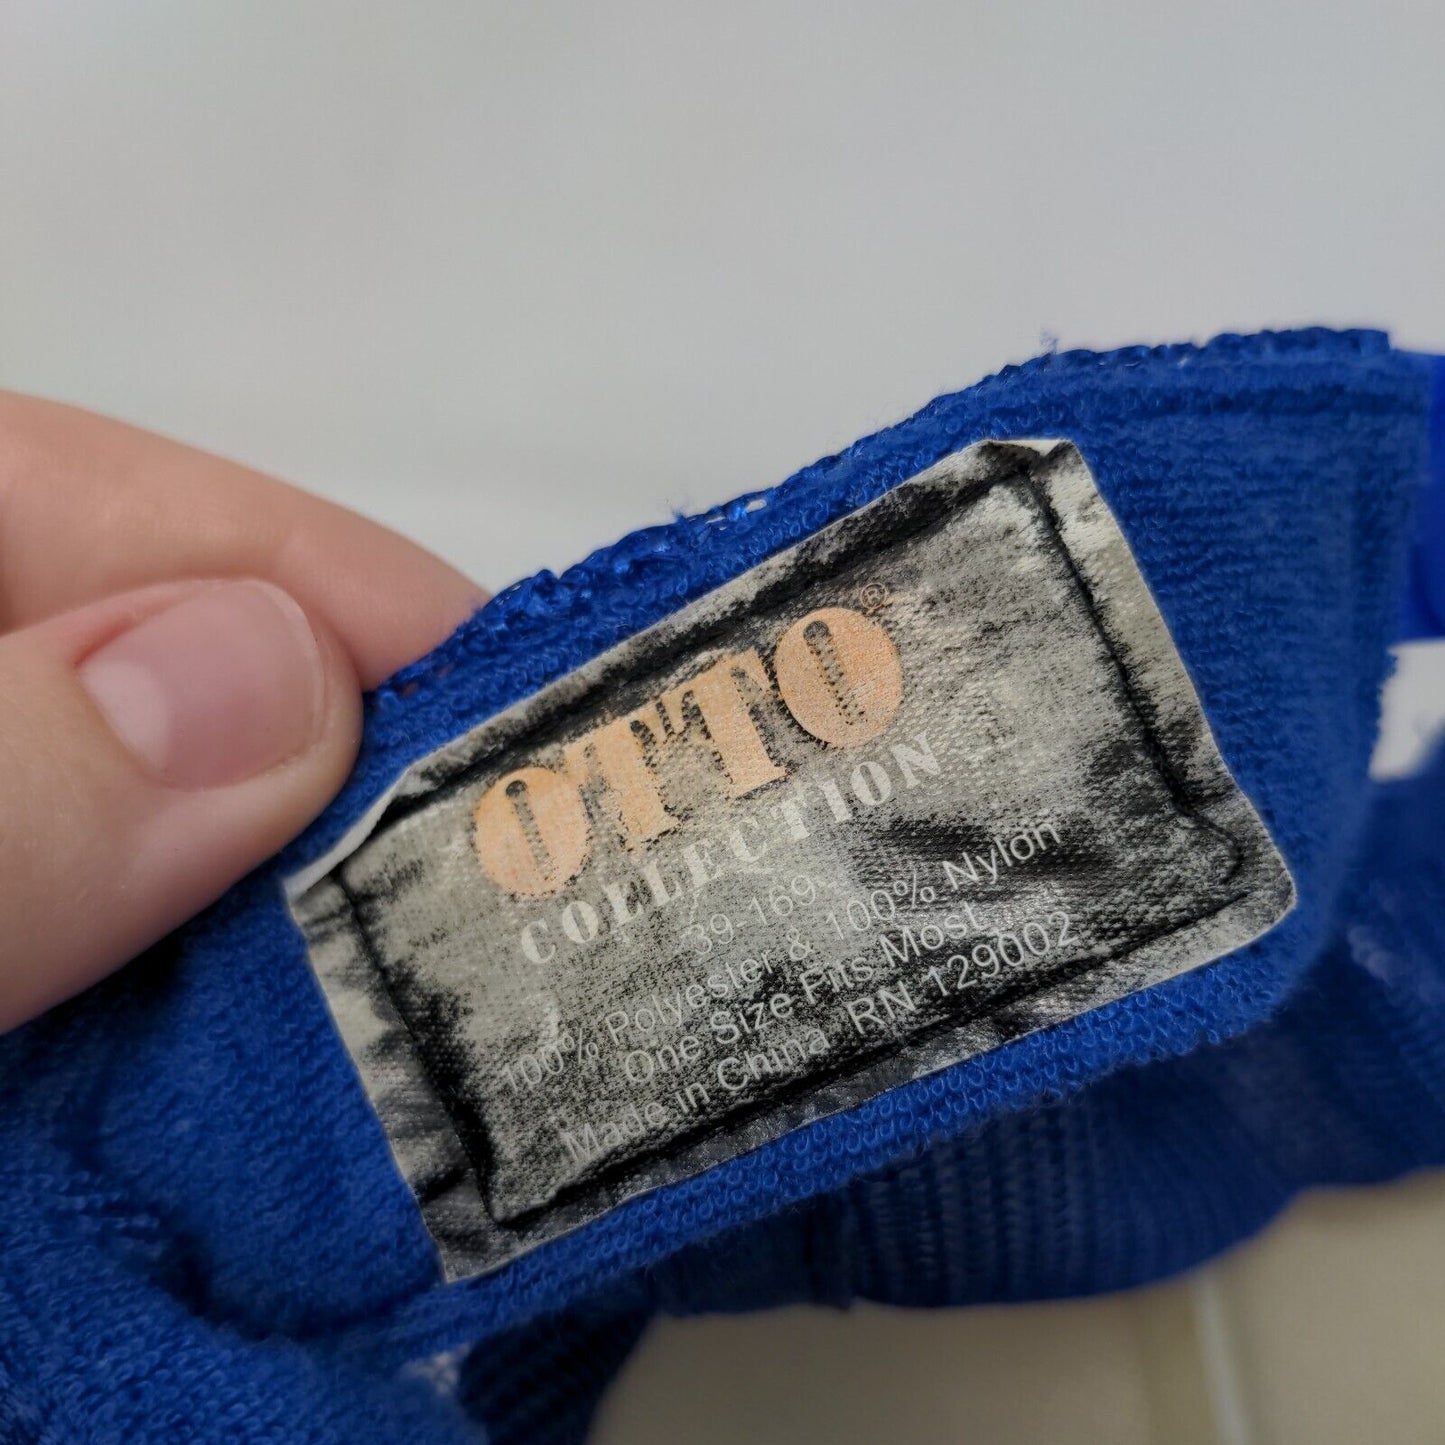 OTTO®
COLLECTION
39-169
100% Polyester & 100% Nylon
One Size Fits Most
Made in China RN 129002